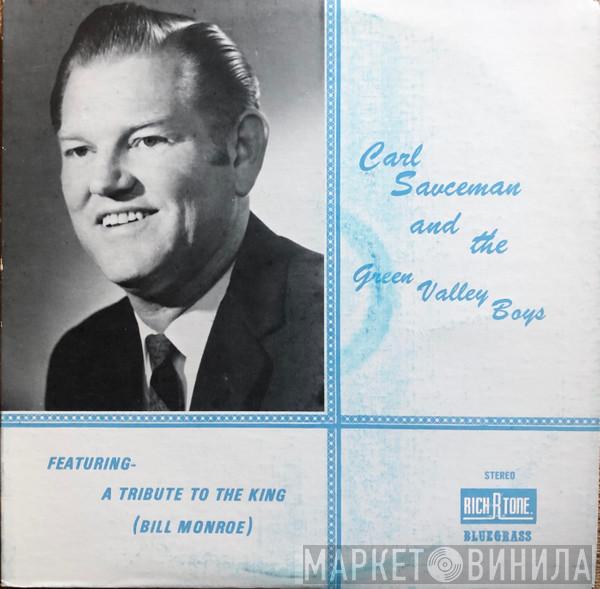 Carl
Sauceman
and
the
Green Valley Boys
FEATURING-
A TRIBUTE TO THE KING
(BILL MONROE)
STEREO
RICH-R-TONE.
BLUEGRASS
МАРКЕТ ВИНИЛА